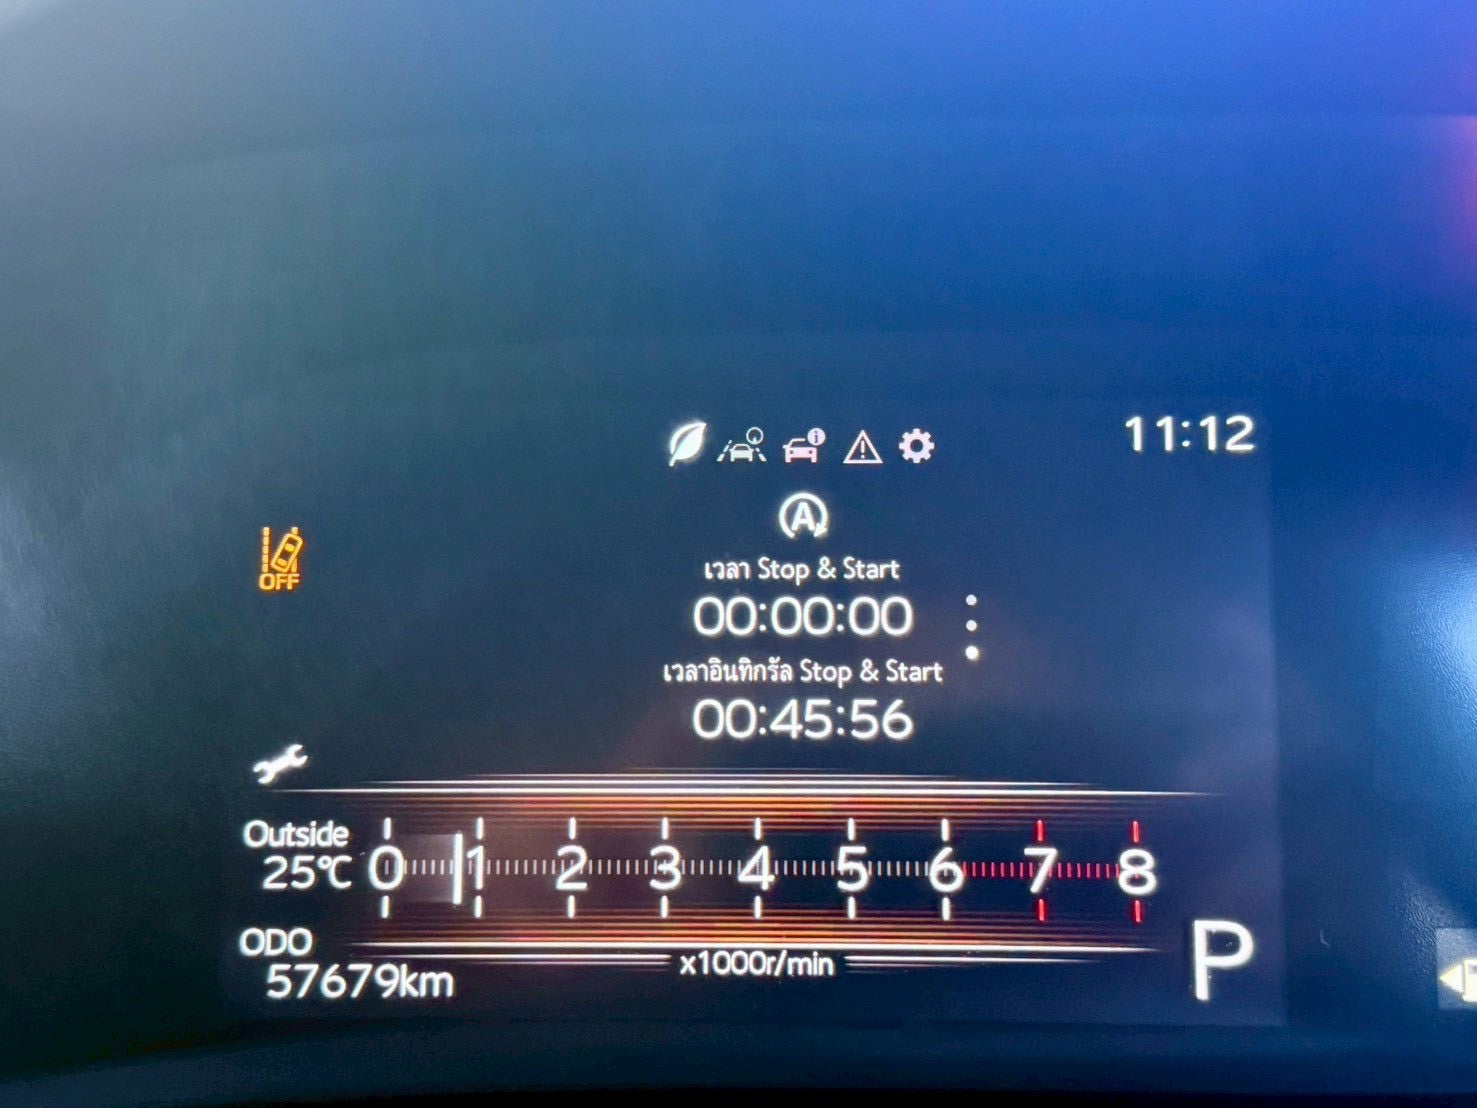 11:12
A
OFF
เวลา Stop & Start
00:00:00
เวลาอินทิกรัล Stop & Start
00:45:56
Outside
25°C
0 1 2 3 4 5 6 7 8
ODO
57679km
x1000r/min
P